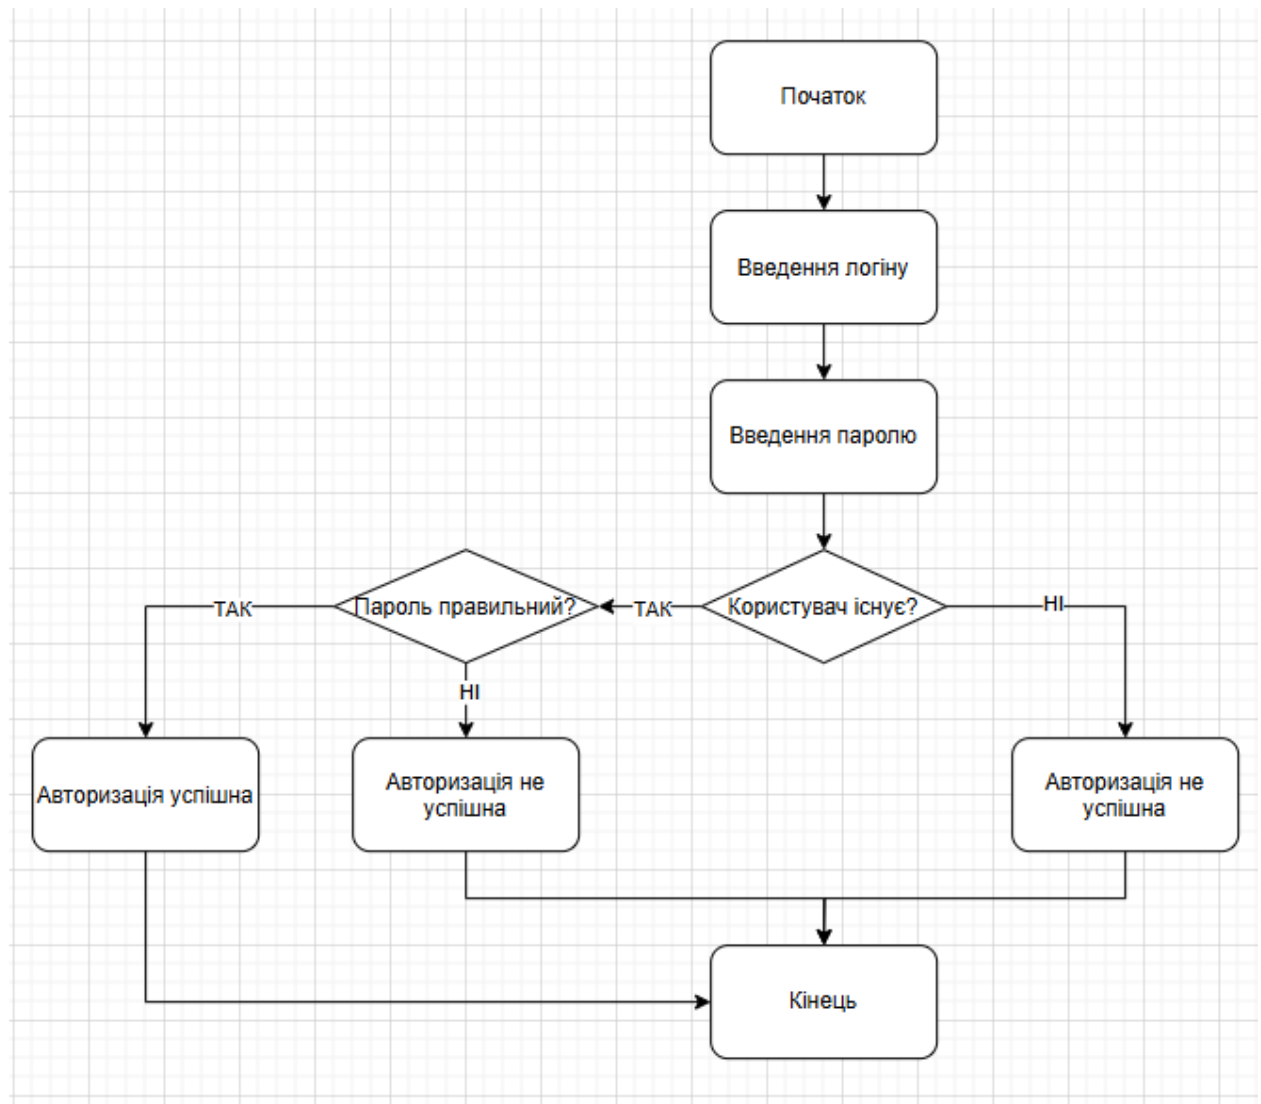 Початок
Введення логіну
Введення паролю
Користувач існує?
ТАК
НІ
Пароль правильний?
ТАК
НІ
Авторизація успішна
Авторизація не
успішна
Авторизація не
успішна
Кінець